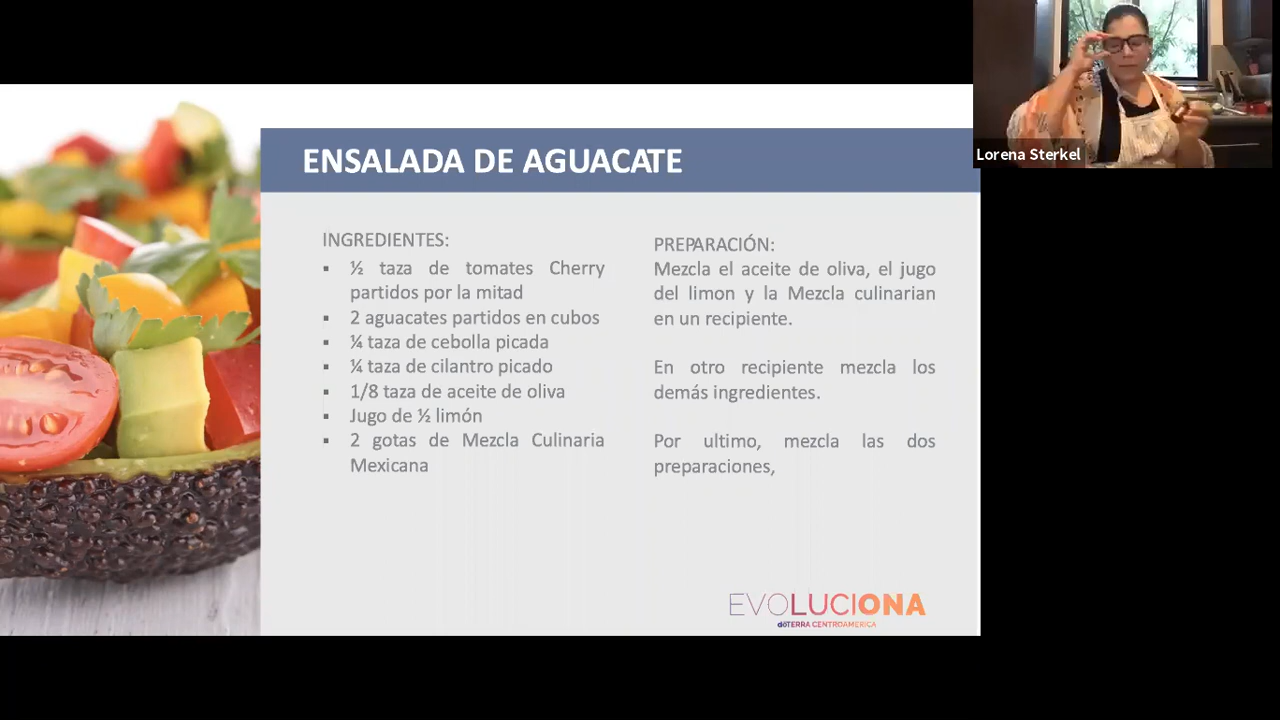 Lorena Sterkel
ENSALADA DE AGUACATE
INGREDIENTES:
▪ ½ taza de tomates Cherry
partidos por la mitad
▪ 2 aguacates partidos en cubos
▪ ¼ taza de cebolla picada
▪ ¼ taza de cilantro picado
▪ 1/8 taza de aceite de oliva
▪ Jugo de ½ limón
▪ 2 gotas de Mezcla Culinaria
Mexicana
PREPARACIÓN:
Mezcla el aceite de oliva, el jugo
del limon y la Mezcla culinarian
en un recipiente.
En otro recipiente mezcla los
demás ingredientes.
Por ultimo, mezcla las dos
preparaciones,
EVOLUCIONA
dōTERRA CENTROAMERICA